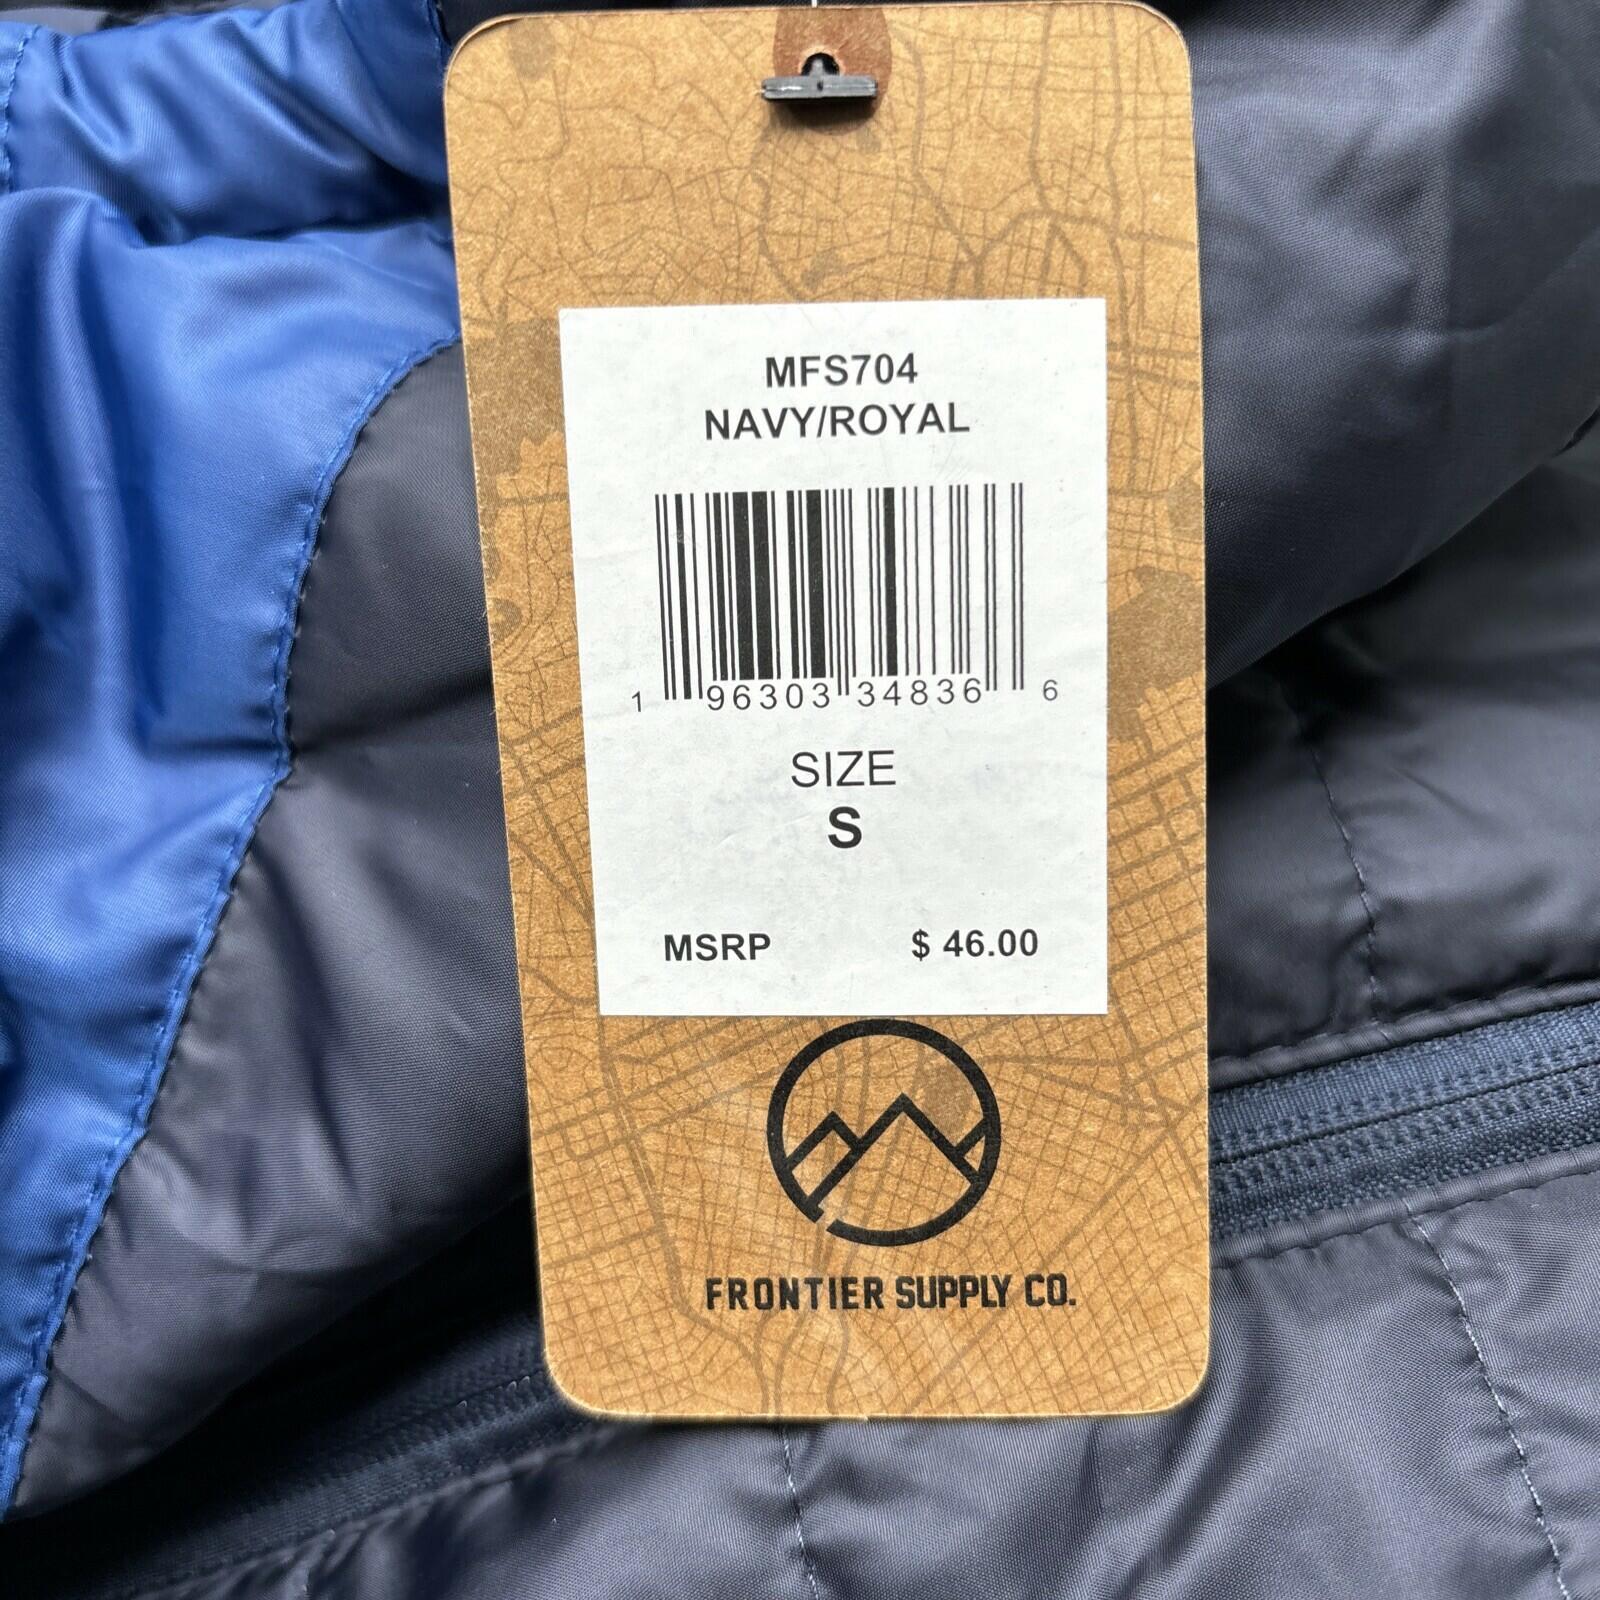 MFS704
NAVY/ROYAL
1 96303 34836 6
SIZE
S
MSRP $ 46.00
FRONTIER SUPPLY CO.